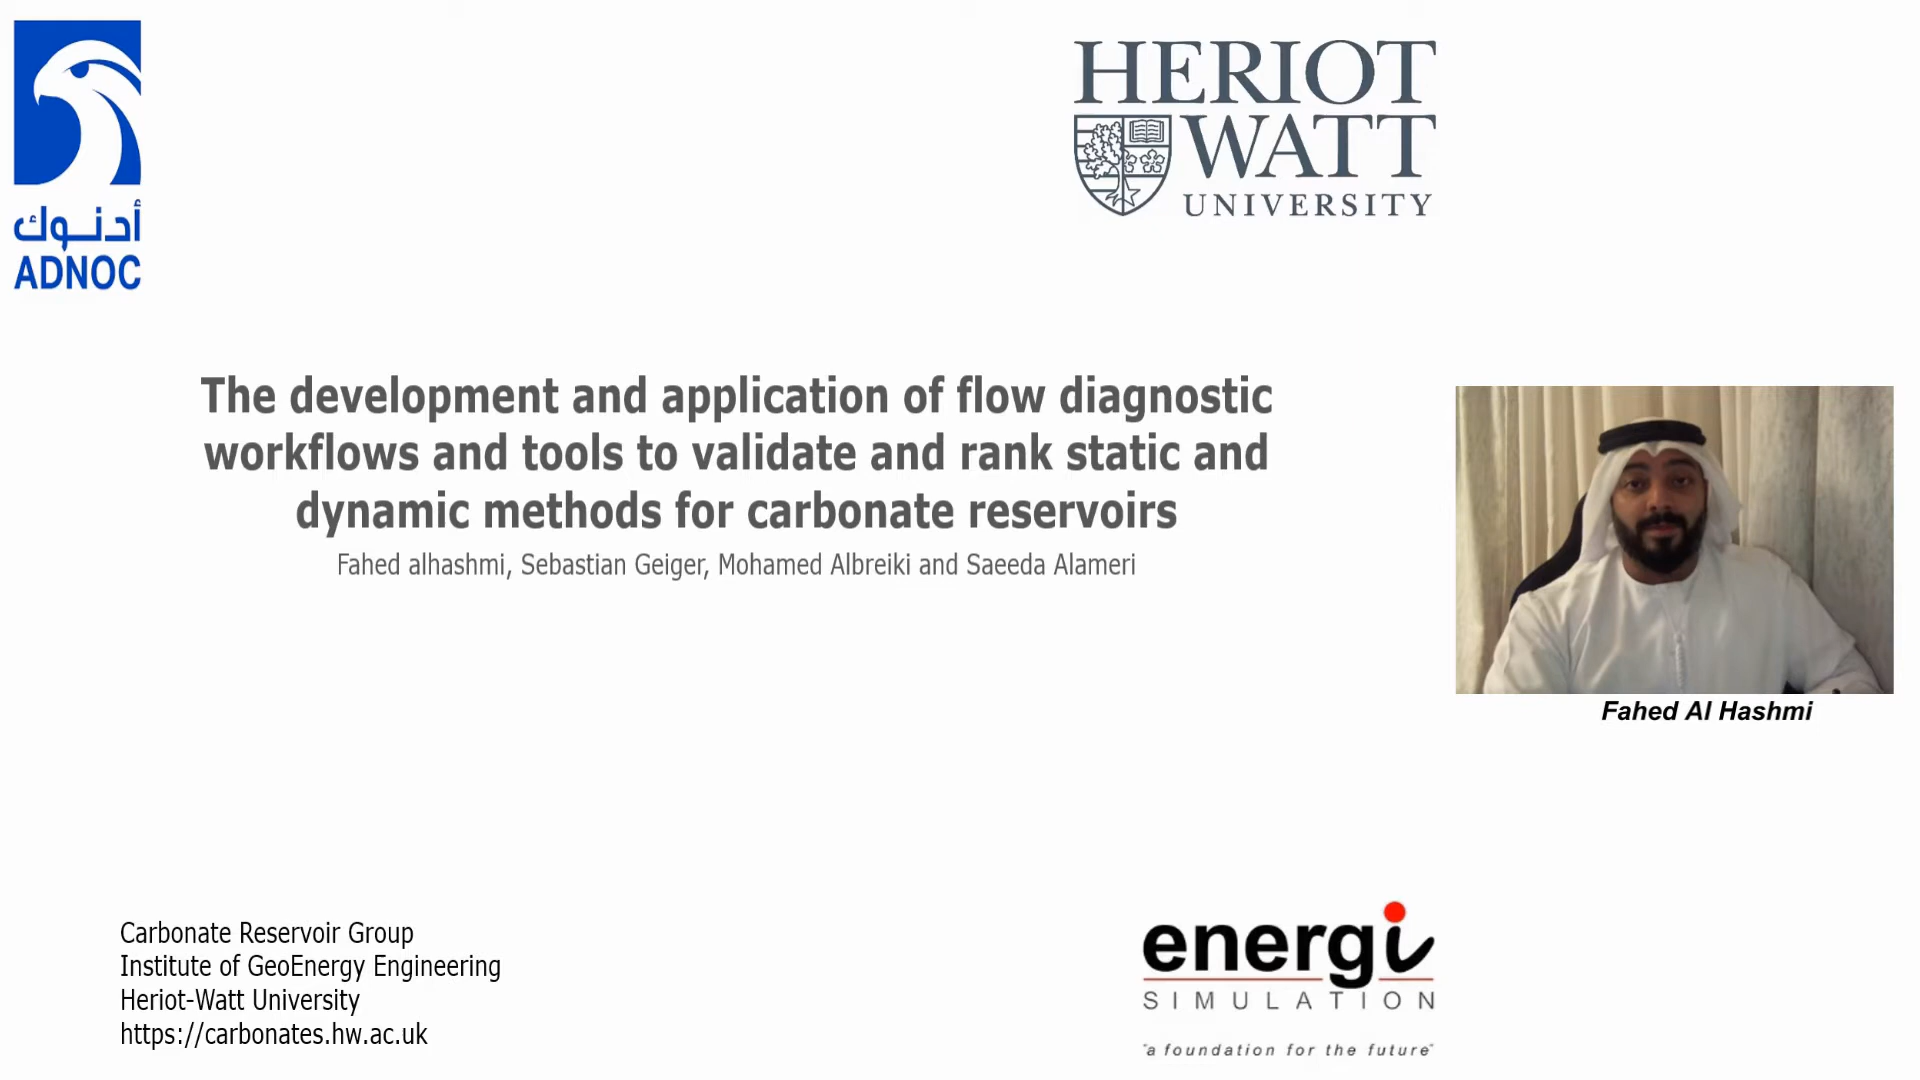 أدنوك
ADNOC
HERIOT
WATT
UNIVERSITY
The development and application of flow diagnostic
workflows and tools to validate and rank static and
dynamic methods for carbonate reservoirs
Fahed alhashmi, Sebastian Geiger, Mohamed Albreiki and Saeeda Alameri
Fahed Al Hashmi
Carbonate Reservoir Group
Institute of GeoEnergy Engineering
Heriot-Watt University
https://carbonates.hw.ac.uk
energi
SIMULATION
"a foundation for the future"